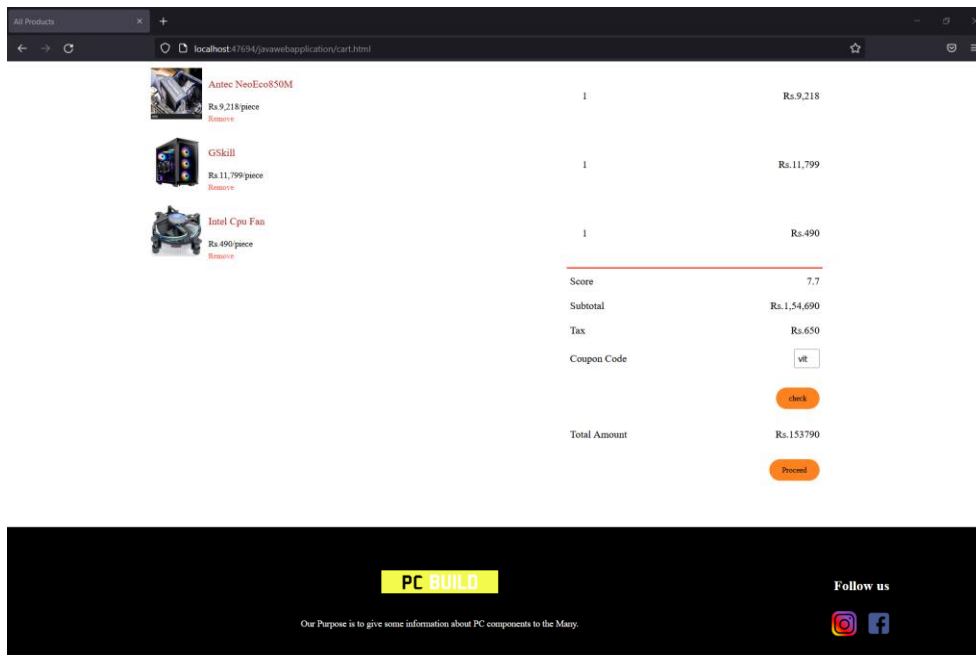 All Products
localhost:47694/javawebapplication/cart.html
Antec NeoEco850M
Rs.9,218/piece
Remove
1
Rs.9,218
GSkill
Rs.11,799/piece
Remove
1
Rs.11,799
Intel Cpu Fan
Rs.490/piece
Remove
1
Rs.490
Score 7.7
Subtotal Rs.1,54,690
Tax Rs.650
Coupon Code vit
check
Total Amount Rs.153790
Proceed
PC BUILD
Our Purpose is to give some information about PC components to the Many.
Follow us